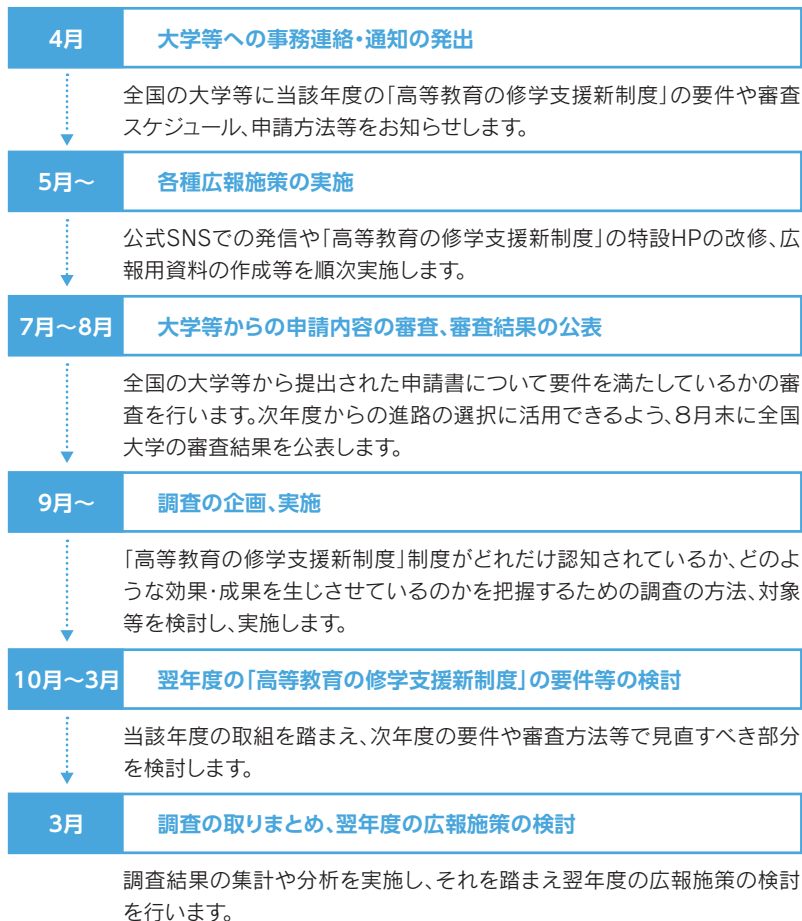 4月 大学等への事務連絡・通知の発出
全国の大学等に当該年度の「高等教育の修学支援新制度」の要件や審査
スケジュール、申請方法等をお知らせします。
5月～ 各種広報施策の実施
公式SNSでの発信や「高等教育の修学支援新制度」の特設HPの改修、広
報用資料の作成等を順次実施します。
7月～8月 大学等からの申請内容の審査、審査結果の公表
全国の大学等から提出された申請書について要件を満たしているかの審
査を行います。次年度からの進路の選択に活用できるよう、8月末に全国
大学の審査結果を公表します。
9月～ 調査の企画、実施
「高等教育の修学支援新制度」制度がどれだけ認知されているか、どのよ
うな効果・成果を生じさせているのかを把握するための調査の方法、対象
等を検討し、実施します。
10月～3月 翌年度の「高等教育の修学支援新制度」の要件等の検討
当該年度の取組を踏まえ、次年度の要件や審査方法等で見直すべき部分
を検討します。
3月 調査の取りまとめ、翌年度の広報施策の検討
調査結果の集計や分析を実施し、それを踏まえ翌年度の広報施策の検討
を行います。